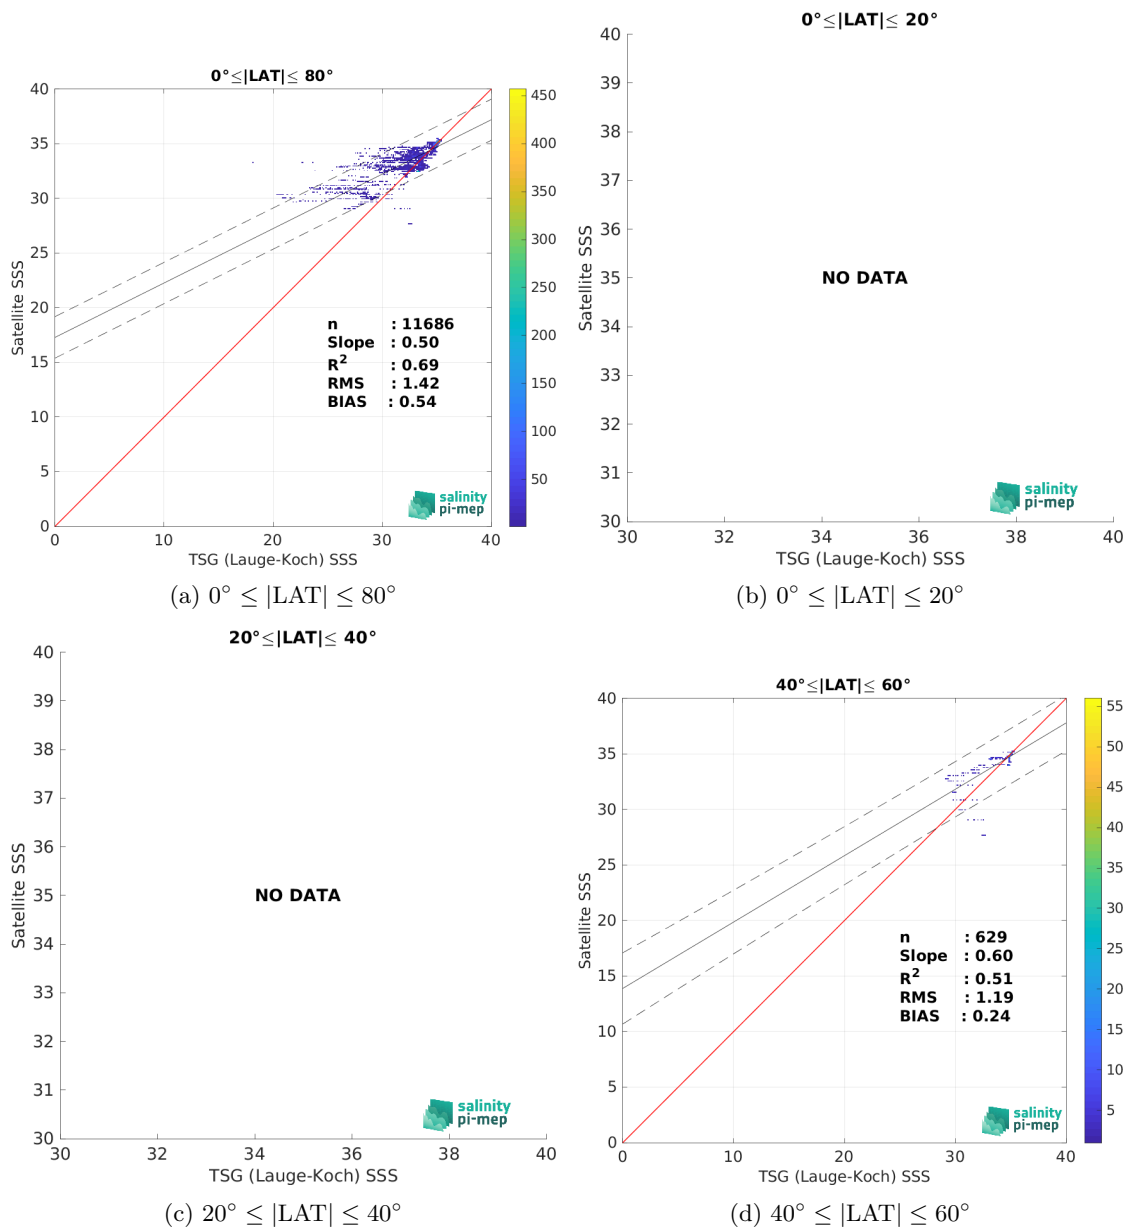 0°≤|LAT|≤ 80°
40
35
30
25
20
15
10
5
0
Satellite SSS
0
10
20
30
40
TSG (Lauge-Koch) SSS
n : 11686
Slope : 0.50
R² : 0.69
RMS : 1.42
BIAS : 0.54
salinity
pi-mep
450
400
350
300
250
200
150
100
50
(a) 0° ≤ |LAT| ≤ 80°
0°≤|LAT|≤ 20°
40
39
38
37
36
35
34
33
32
31
30
Satellite SSS
NO DATA
salinity
pi-mep
30
32
34
36
38
40
TSG (Lauge-Koch) SSS
(b) 0° ≤ |LAT| ≤ 20°
20°≤|LAT|≤ 40°
40
39
38
37
36
35
34
33
32
31
30
Satellite SSS
NO DATA
salinity
pi-mep
30
32
34
36
38
40
TSG (Lauge-Koch) SSS
(c) 20° ≤ |LAT| ≤ 40°
40°≤|LAT|≤ 60°
40
35
30
25
20
15
10
5
0
Satellite SSS
n : 629
Slope : 0.60
R² : 0.51
RMS : 1.19
BIAS : 0.24
salinity
pi-mep
0
10
20
30
40
TSG (Lauge-Koch) SSS
55
50
45
40
35
30
25
20
15
10
5
(d) 40° ≤ |LAT| ≤ 60°